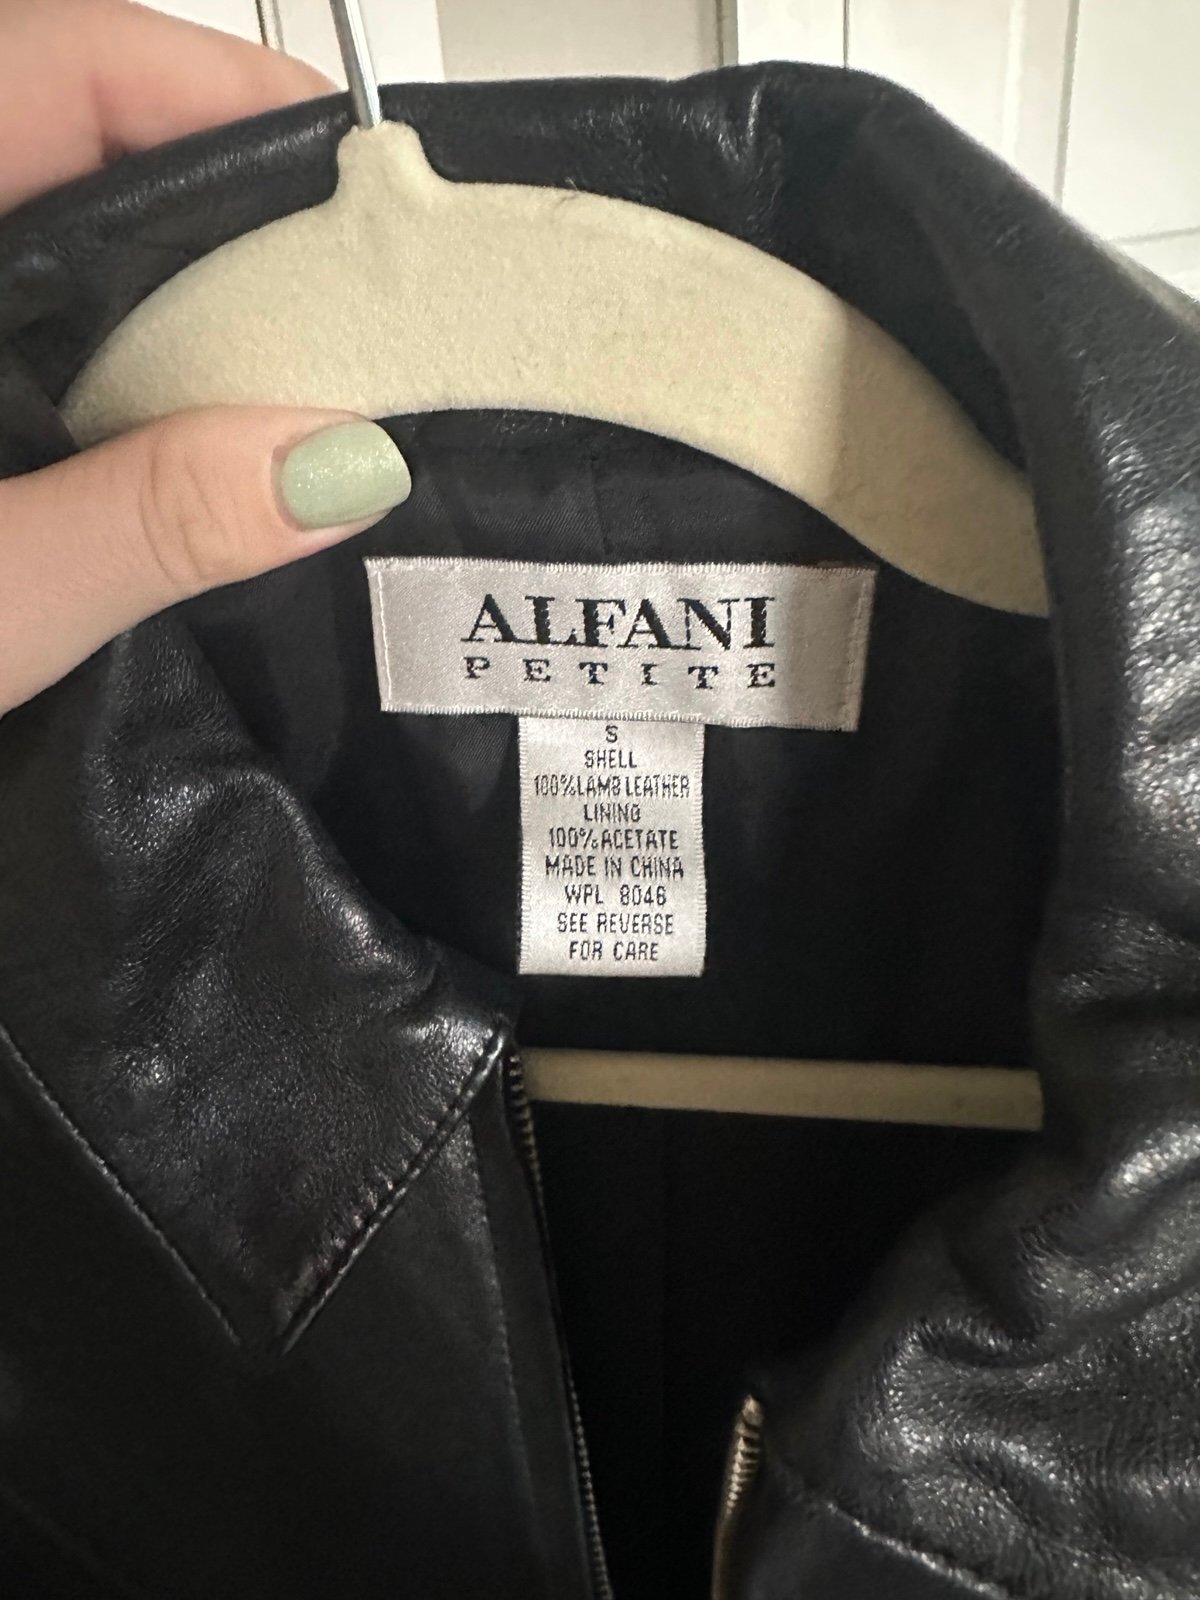 ALFANI
PETITE
S
SHELL
100%LAMB LEATHER
LINING
100%ACETATE
MADE IN CHINA
WPL 8046
SEE REVERSE
FOR CARE